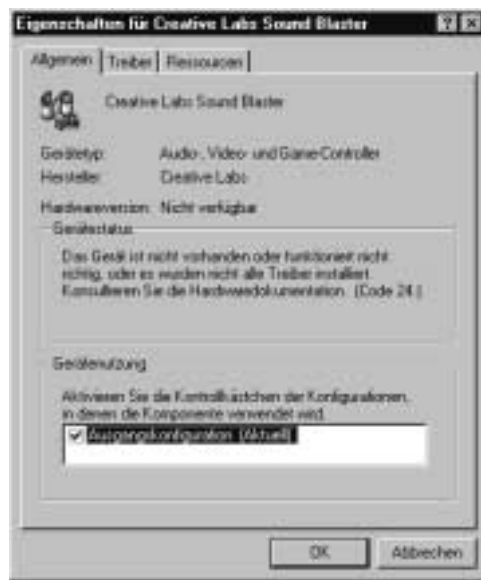 Eigenschaften für Creative Labs Sound Blaster
Allgemein Treiber Ressourcen
Creative Labs Sound Blaster
Gerätetyp: Audio-, Video- und Game-Controller
Hersteller: Creative Labs
Hardwareversion: Nicht verfügbar
Gerätestatus
Das Gerät ist nicht vorhanden oder funktioniert nicht
richtig, oder es wurden nicht alle Treiber installiert.
Konsultieren Sie die Hardwaredokumentation. (Code 24.)
Gerätenutzung
Aktivieren Sie die Kontrollkästchen der Konfigurationen,
in denen die Komponente verwendet wird.
Ausgangskonfiguration (Aktuell)
OK Abbrechen